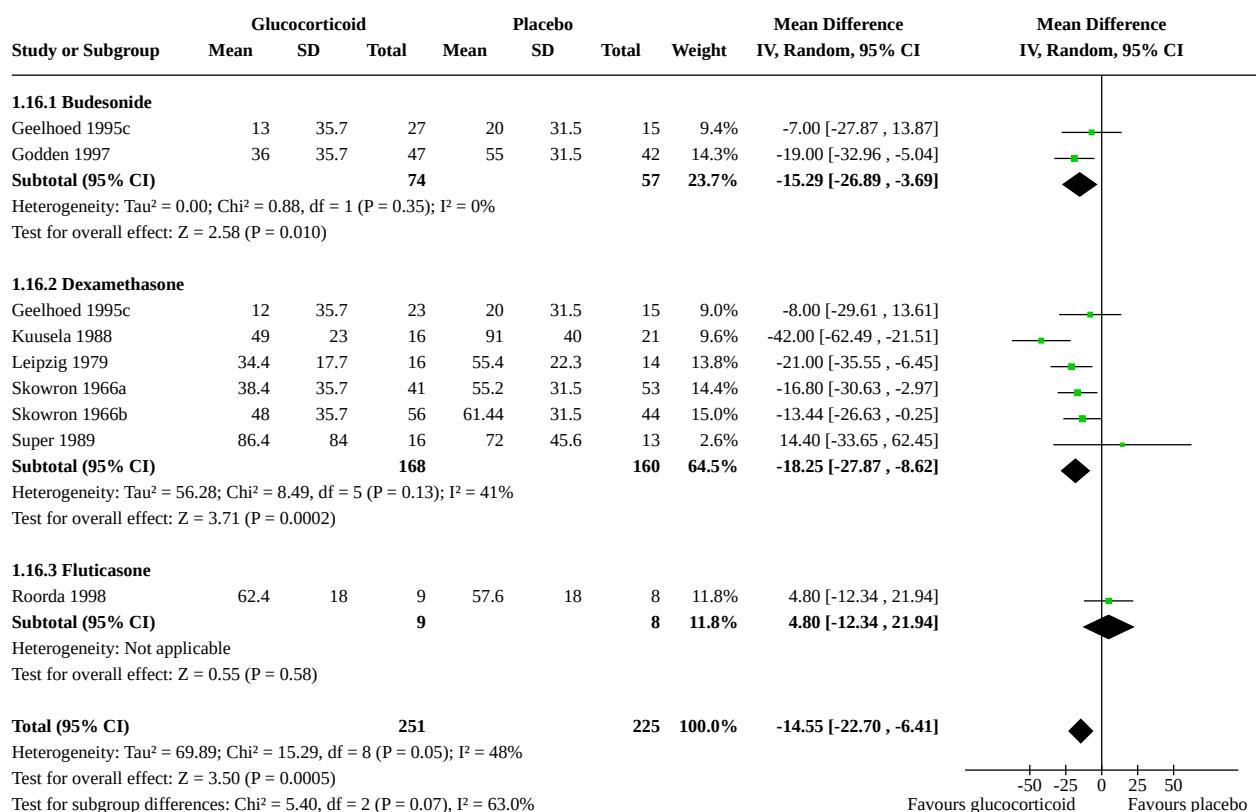 Glucocorticoid Placebo Mean Difference Mean Difference
Study or Subgroup Mean SD Total Mean SD Total Weight IV, Random, 95% CI IV, Random, 95% CI
1.16.1 Budesonide
Geelhoed 1995c 13 35.7 27 20 31.5 15 9.4% -7.00 [-27.87 , 13.87]
Godden 1997 36 35.7 47 55 31.5 42 14.3% -19.00 [-32.96 , -5.04]
Subtotal (95% CI) 74 57 23.7% -15.29 [-26.89 , -3.69]
Heterogeneity: Tau² = 0.00; Chi² = 0.88, df = 1 (P = 0.35); I² = 0%
Test for overall effect: Z = 2.58 (P = 0.010)
1.16.2 Dexamethasone
Geelhoed 1995c 12 35.7 23 20 31.5 15 9.0% -8.00 [-29.61 , 13.61]
Kuusela 1988 49 23 16 91 40 21 9.6% -42.00 [-62.49 , -21.51]
Leipzig 1979 34.4 17.7 16 55.4 22.3 14 13.8% -21.00 [-35.55 , -6.45]
Skowron 1966a 38.4 35.7 41 55.2 31.5 53 14.4% -16.80 [-30.63 , -2.97]
Skowron 1966b 48 35.7 56 61.44 31.5 44 15.0% -13.44 [-26.63 , -0.25]
Super 1989 86.4 84 16 72 45.6 13 2.6% 14.40 [-33.65 , 62.45]
Subtotal (95% CI) 168 160 64.5% -18.25 [-27.87 , -8.62]
Heterogeneity: Tau² = 56.28; Chi² = 8.49, df = 5 (P = 0.13); I² = 41%
Test for overall effect: Z = 3.71 (P = 0.0002)
1.16.3 Fluticasone
Roorda 1998 62.4 18 9 57.6 18 8 11.8% 4.80 [-12.34 , 21.94]
Subtotal (95% CI) 9 8 11.8% 4.80 [-12.34 , 21.94]
Heterogeneity: Not applicable
Test for overall effect: Z = 0.55 (P = 0.58)
Total (95% CI) 251 225 100.0% -14.55 [-22.70 , -6.41]
Heterogeneity: Tau² = 69.89; Chi² = 15.29, df = 8 (P = 0.05); I² = 48%
Test for overall effect: Z = 3.50 (P = 0.0005)
-50 -25 0 25 50
Test for subgroup differences: Chi² = 5.40, df = 2 (P = 0.07), I² = 63.0% Favours glucocorticoid Favours placebo